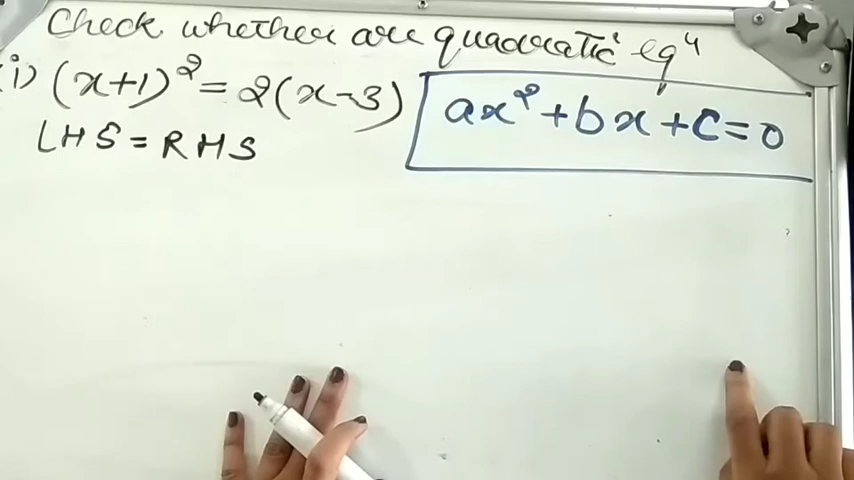 Check whether are quadratic eqn
(i) (x+1)² = 2(x-3)
ax² + bx + c = 0
LHS = RHS